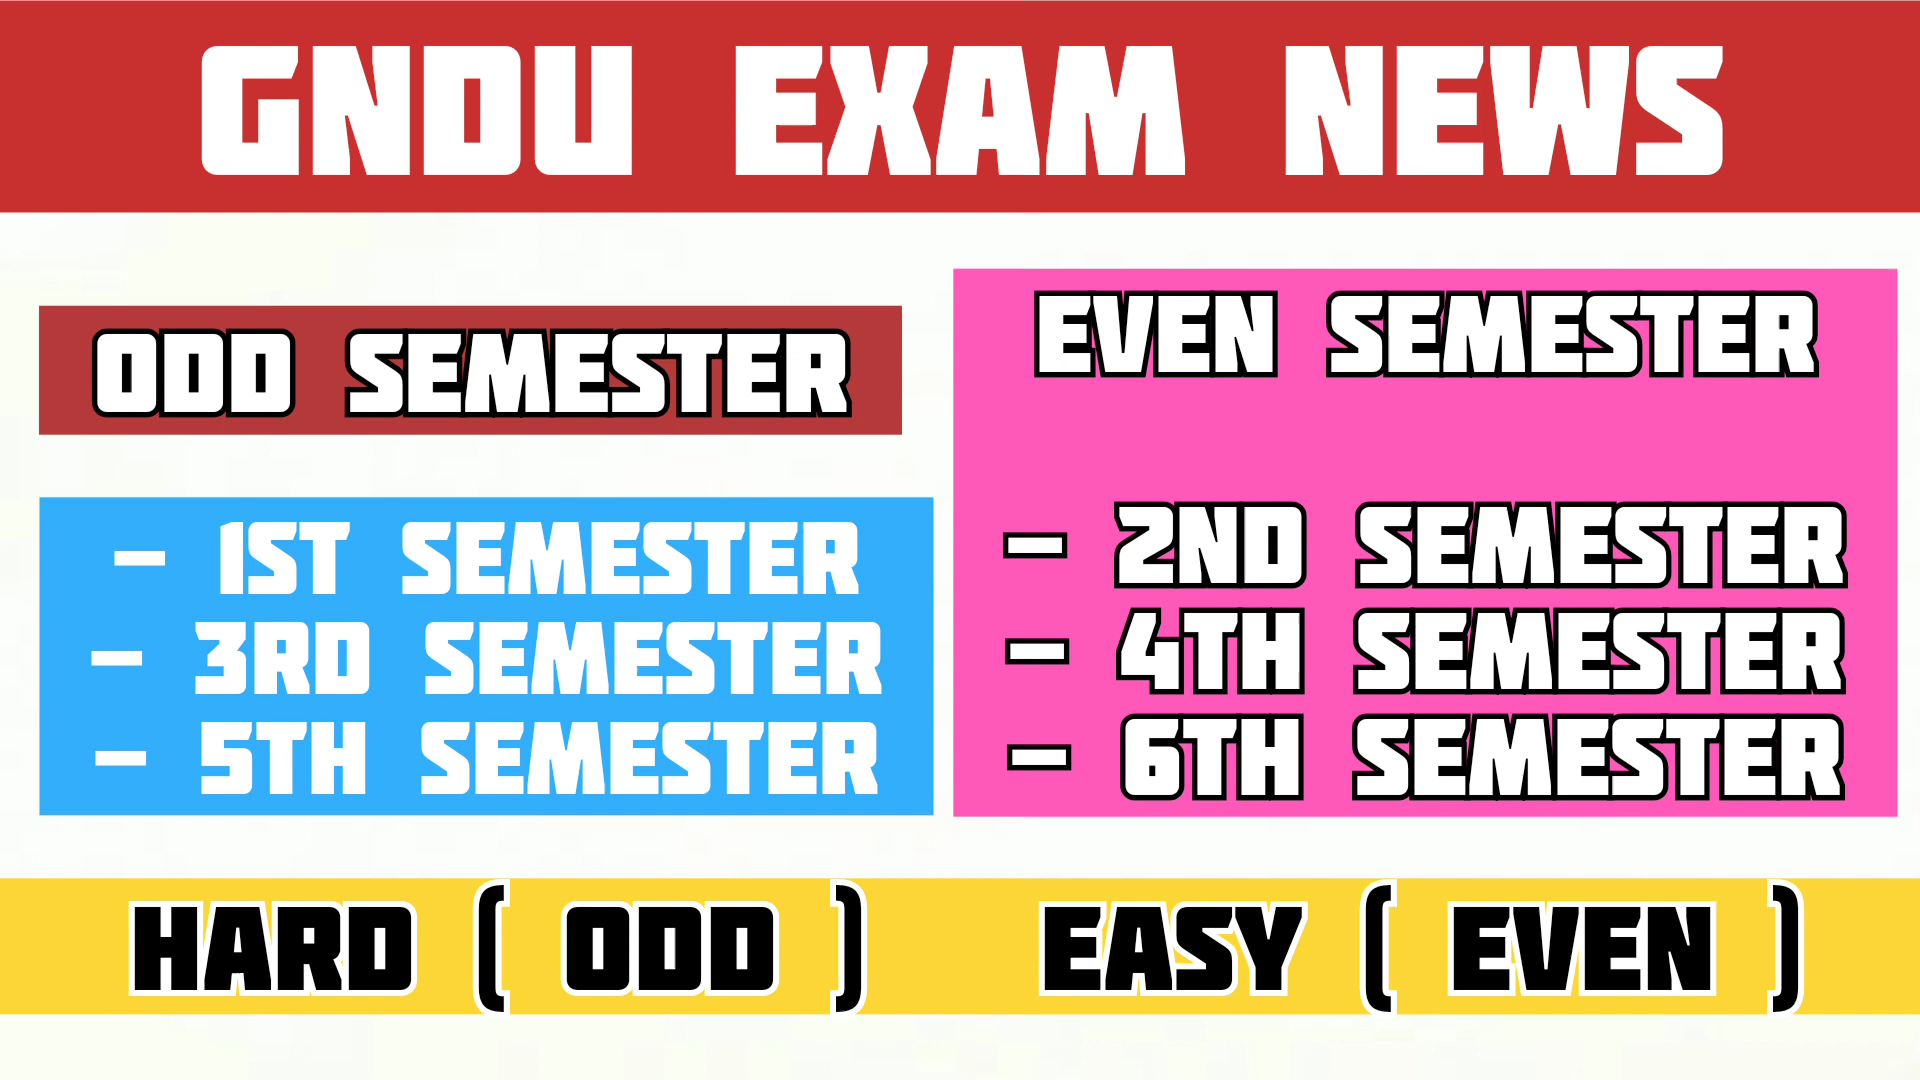 GNDU EXAM NEWS
ODD SEMESTER
- 1ST SEMESTER
- 3RD SEMESTER
- 5TH SEMESTER
EVEN SEMESTER
- 2ND SEMESTER
- 4TH SEMESTER
- 6TH SEMESTER
HARD ( ODD ) EASY ( EVEN )